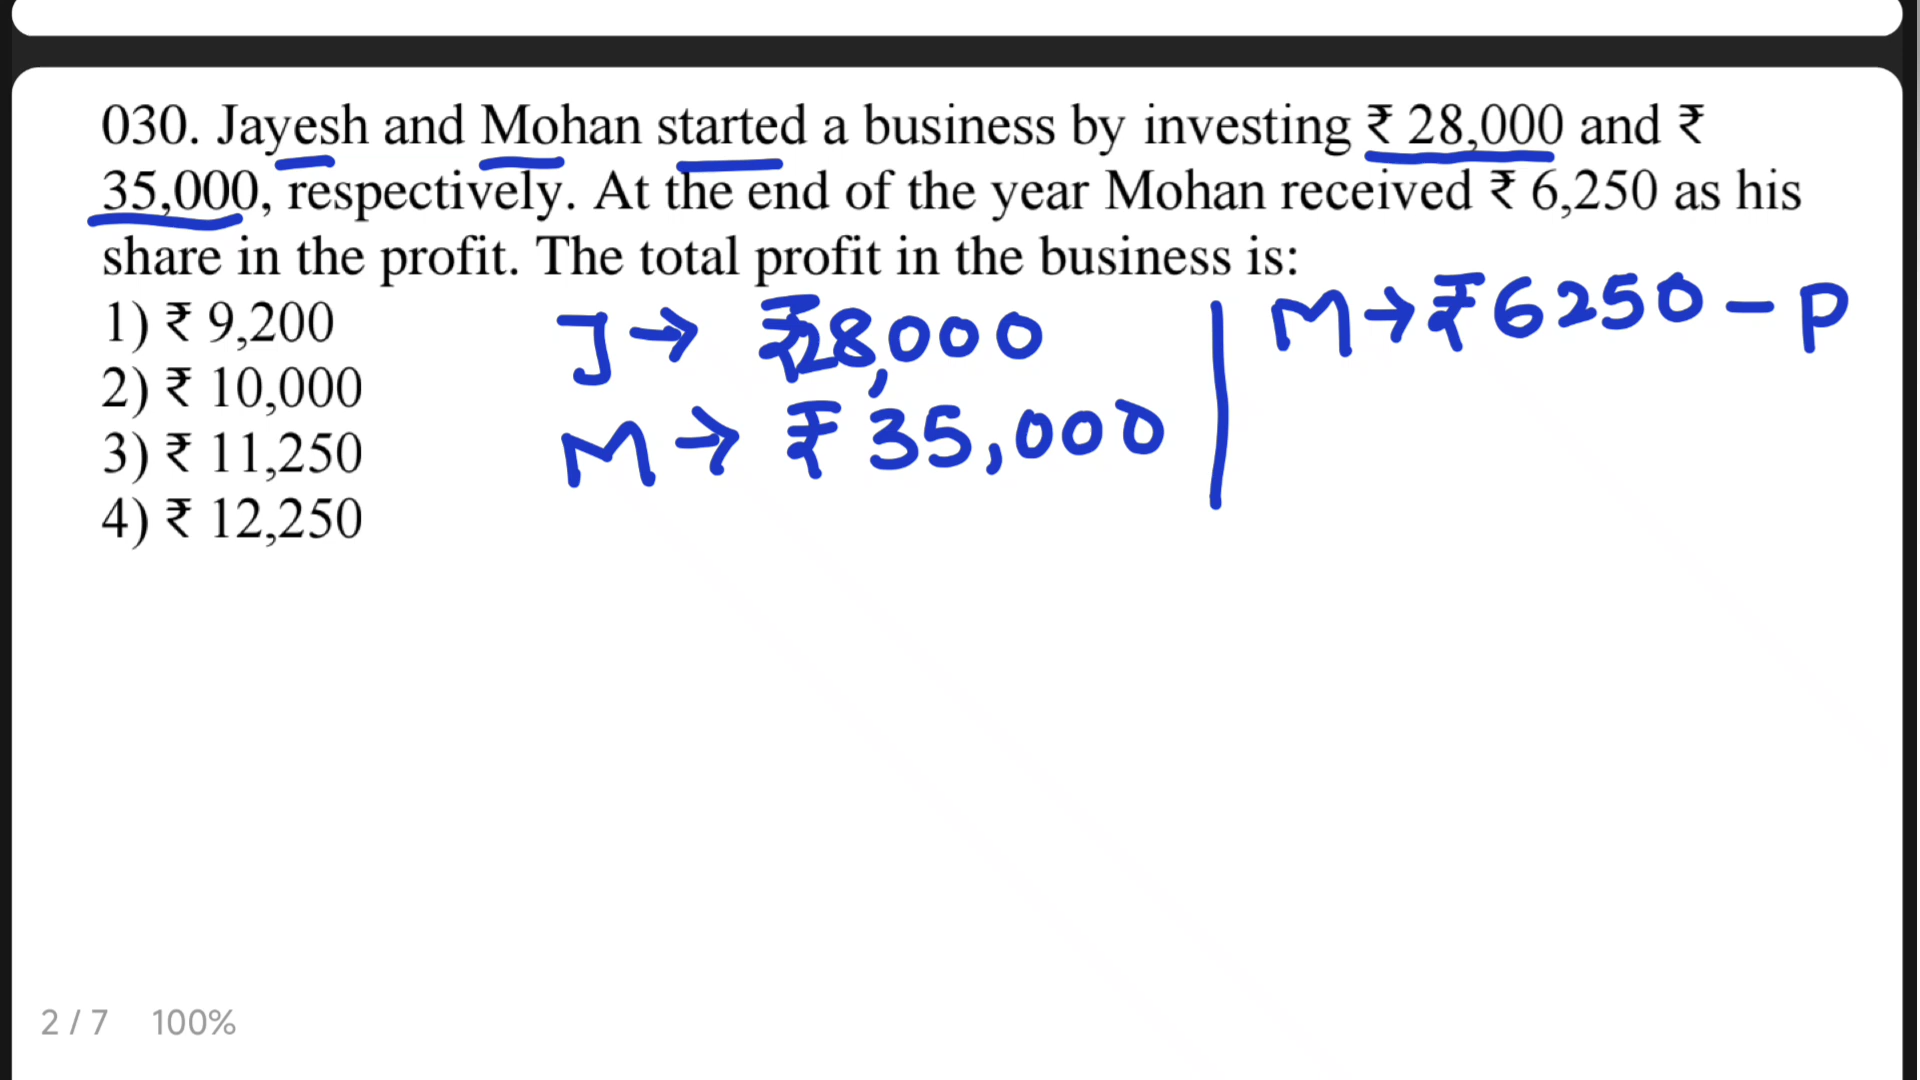 030. Jayesh and Mohan started a business by investing ₹ 28,000 and ₹
35,000, respectively. At the end of the year Mohan received ₹ 6,250 as his
share in the profit. The total profit in the business is:
1) ₹ 9,200
2) ₹ 10,000
3) ₹ 11,250
4) ₹ 12,250
J → ₹28,000
M → ₹ 35,000
M → ₹ 6250 - P
2 / 7 100%